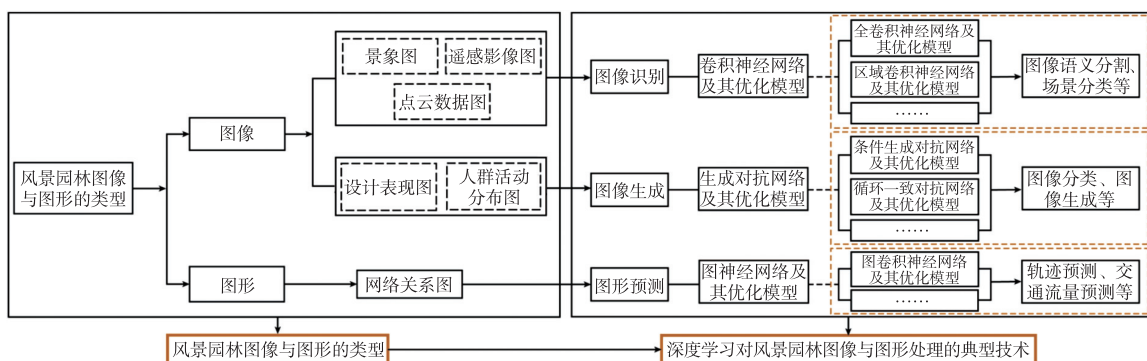 风景园林图像
与图形的类型
图像
图形
景象图
遥感影像图
点云数据图
设计表现图
人群活动
分布图
网络关系图
图像识别
图像生成
图形预测
卷积神经网络
及其优化模型
生成对抗网络
及其优化模型
图神经网络及
其优化模型
全卷积神经网络及
其优化模型
区域卷积神经网络
及其优化模型
……
条件生成对抗网络
及其优化模型
循环一致对抗网络
及其优化模型
……
图卷积神经网络
及其优化模型
……
图像语义分割、
场景分类等
图像分类、图
像生成等
轨迹预测、交
通流量预测等
风景园林图像与图形的类型
深度学习对风景园林图像与图形处理的典型技术